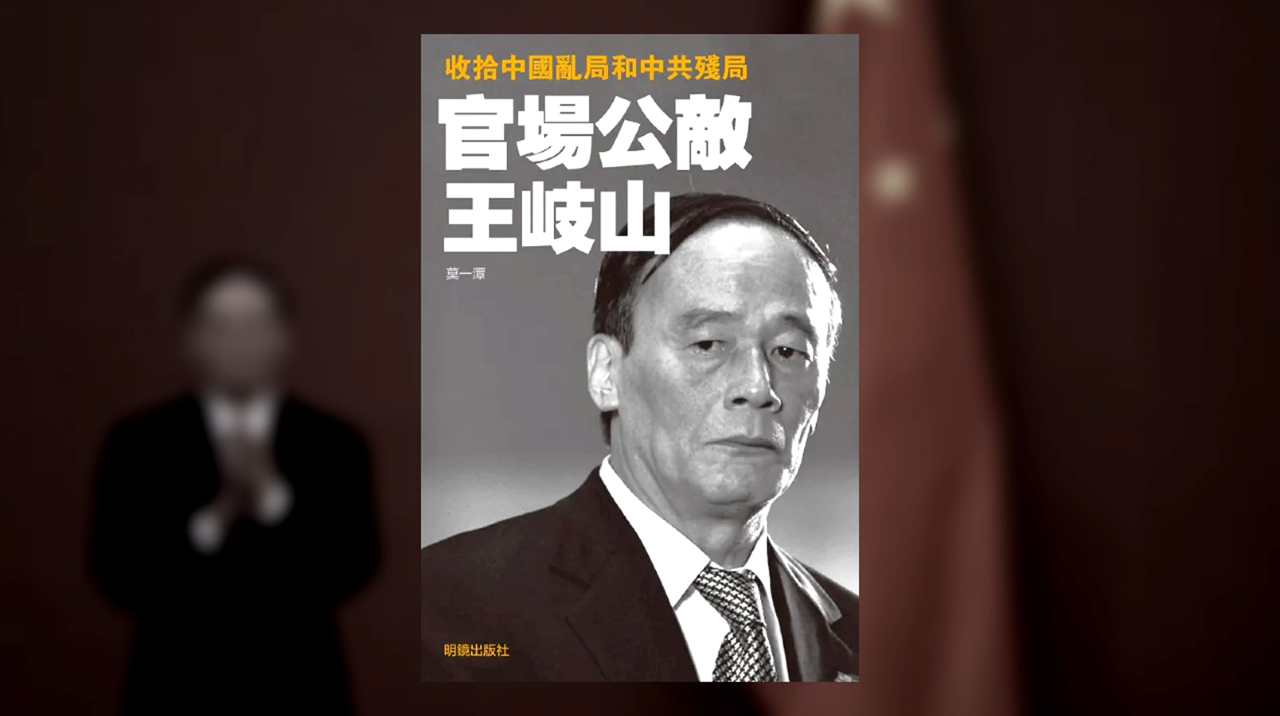 收拾中國亂局和中共殘局
官場公敵
王岐山
莫一潭
明鏡出版社